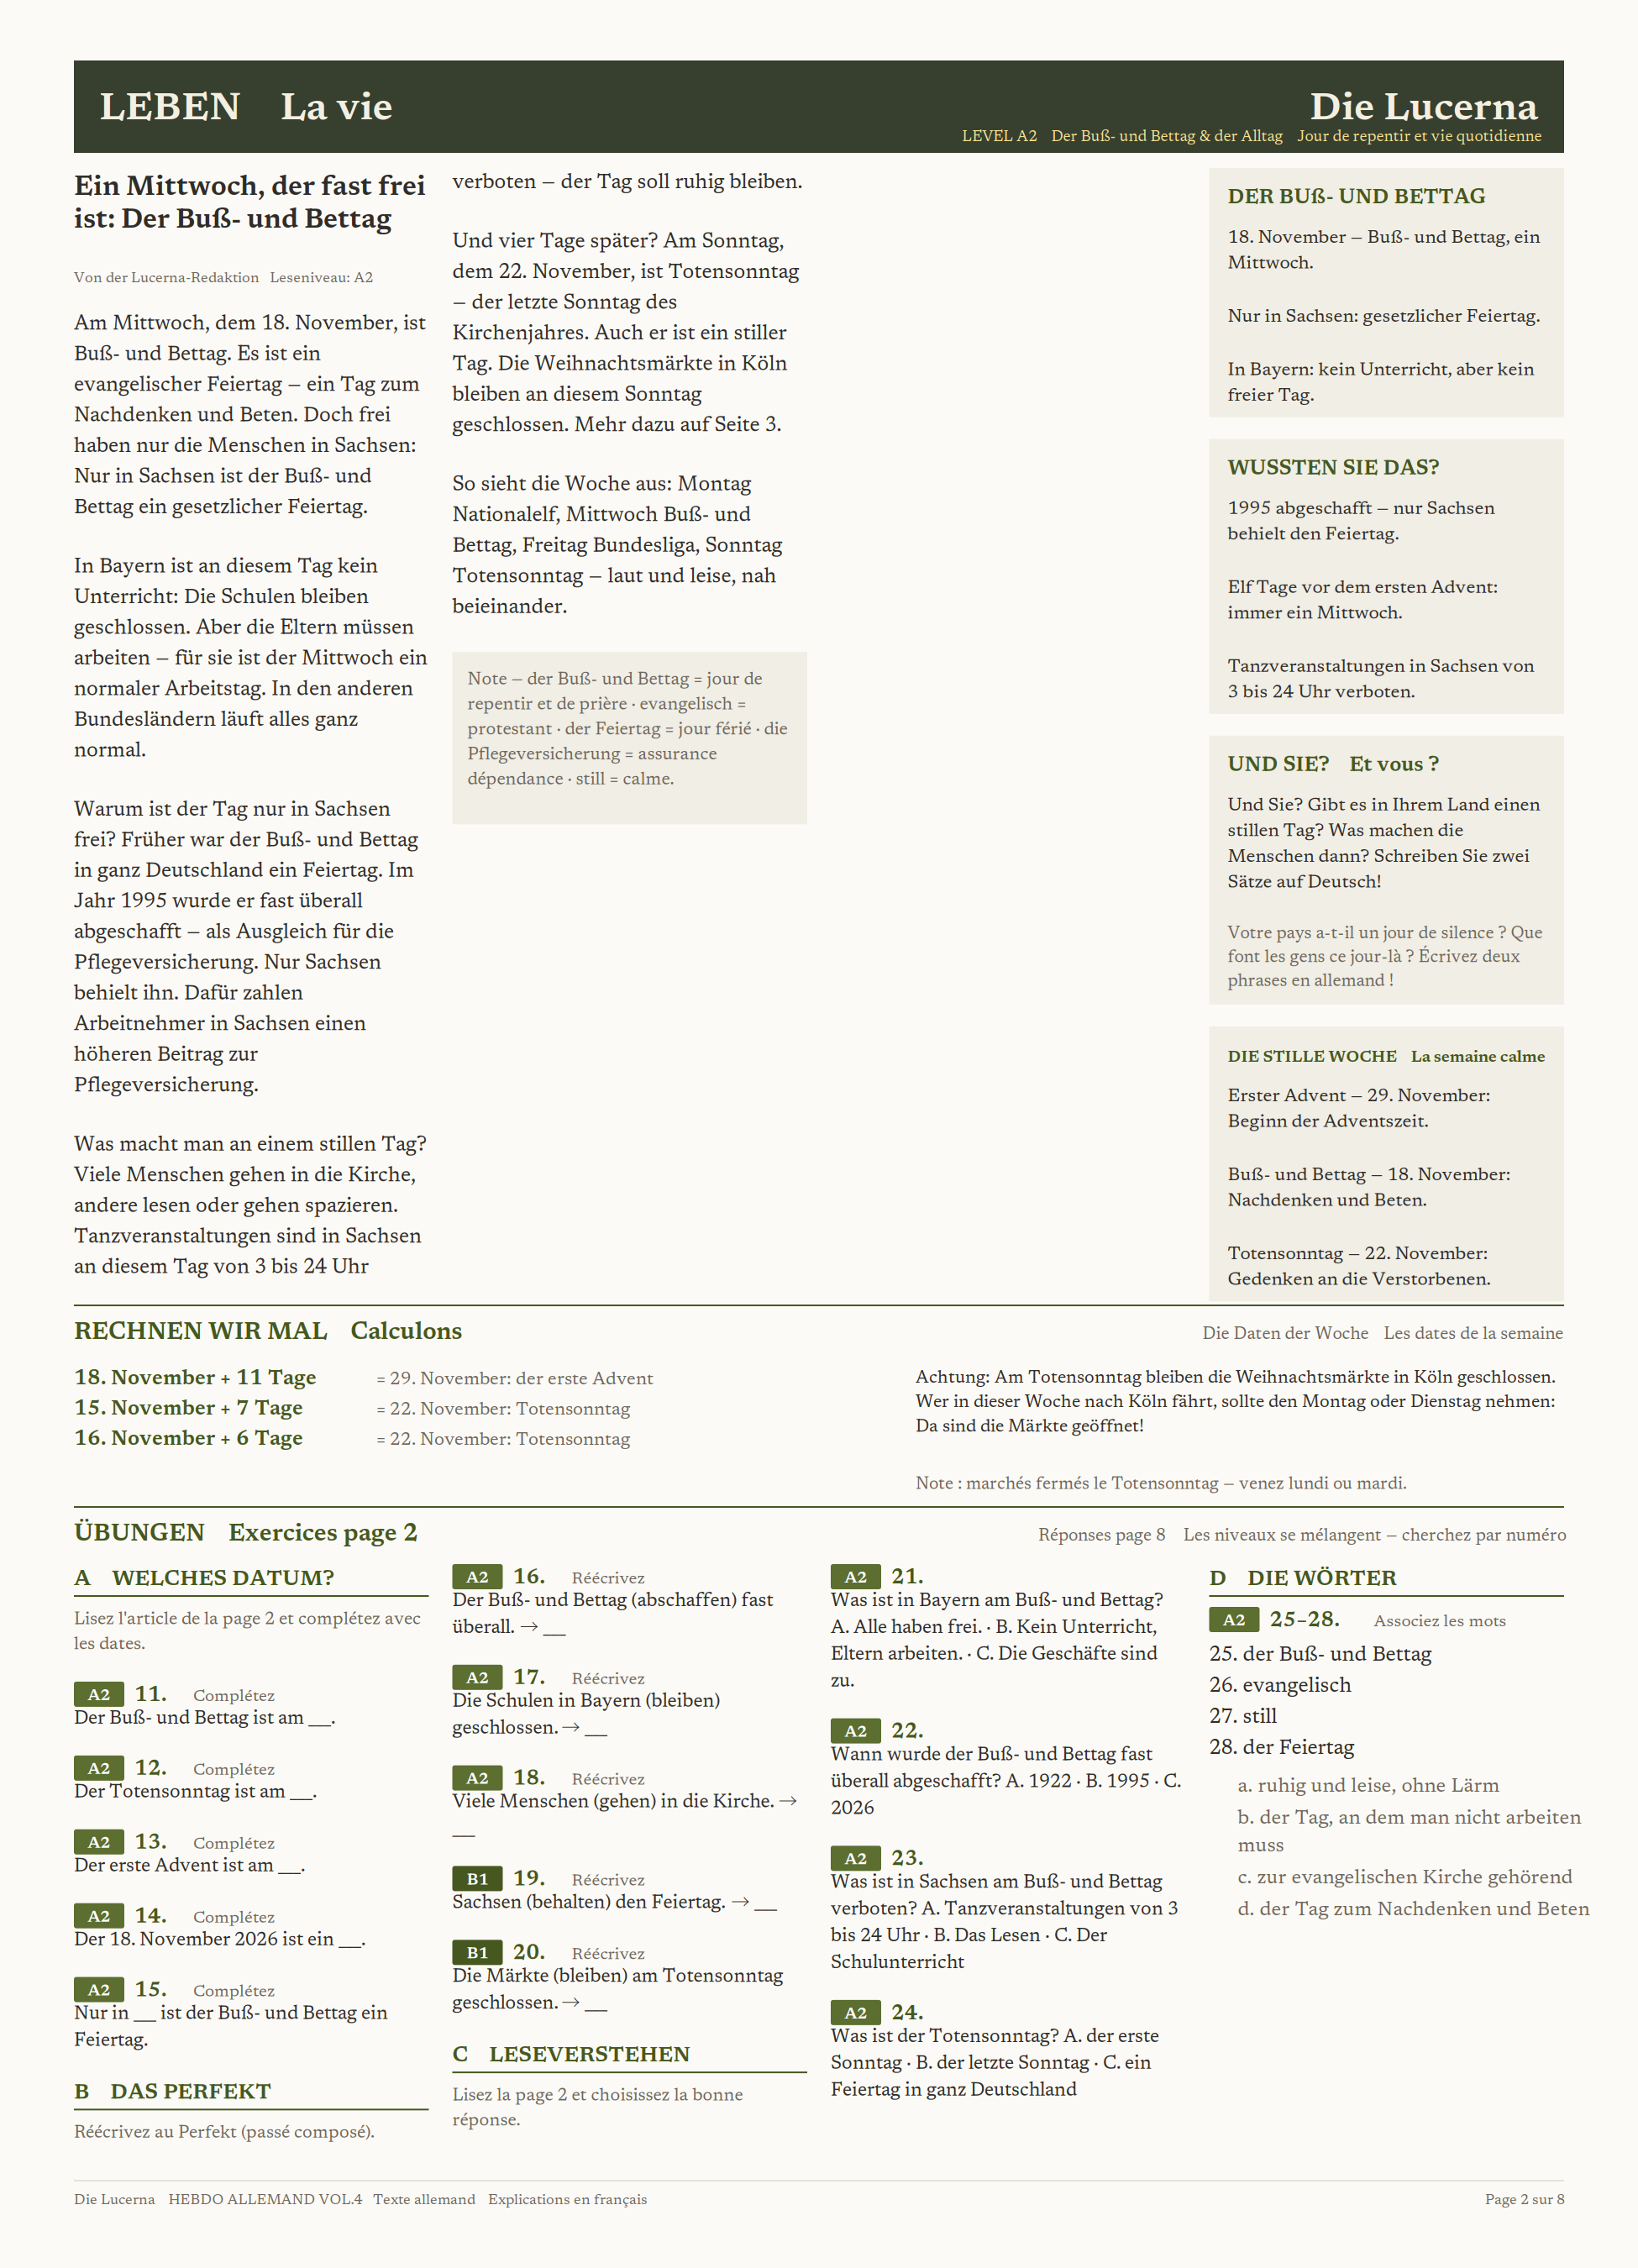 LEBEN La vie
Die Lucerna
LEVEL A2 Der Buß- und Bettag & der Alltag Jour de repentir et vie quotidienne
Ein Mittwoch, der fast frei
ist: Der Buß- und Bettag
Von der Lucerna-Redaktion Leseniveau: A2
Am Mittwoch, dem 18. November, ist
Buß- und Bettag. Es ist ein
evangelischer Feiertag – ein Tag zum
Nachdenken und Beten. Doch frei
haben nur die Menschen in Sachsen:
Nur in Sachsen ist der Buß- und
Bettag ein gesetzlicher Feiertag.
In Bayern ist an diesem Tag kein
Unterricht: Die Schulen bleiben
geschlossen. Aber die Eltern müssen
arbeiten – für sie ist der Mittwoch ein
normaler Arbeitstag. In den anderen
Bundesländern läuft alles ganz
normal.
Warum ist der Tag nur in Sachsen
frei? Früher war der Buß- und Bettag
in ganz Deutschland ein Feiertag. Im
Jahr 1995 wurde er fast überall
abgeschafft – als Ausgleich für die
Pflegeversicherung. Nur Sachsen
behielt ihn. Dafür zahlen
Arbeitnehmer in Sachsen einen
höheren Beitrag zur
Pflegeversicherung.
Was macht man an einem stillen Tag?
Viele Menschen gehen in die Kirche,
andere lesen oder gehen spazieren.
Tanzveranstaltungen sind in Sachsen
an diesem Tag von 3 bis 24 Uhr
verboten – der Tag soll ruhig bleiben.
Und vier Tage später? Am Sonntag,
dem 22. November, ist Totensonntag
– der letzte Sonntag des
Kirchenjahres. Auch er ist ein stiller
Tag. Die Weihnachtsmärkte in Köln
bleiben an diesem Sonntag
geschlossen. Mehr dazu auf Seite 3.
So sieht die Woche aus: Montag
Nationalelf, Mittwoch Buß- und
Bettag, Freitag Bundesliga, Sonntag
Totensonntag – laut und leise, nah
beieinander.
Note – der Buß- und Bettag = jour de
repentir et de prière · evangelisch =
protestant · der Feiertag = jour férié · die
Pflegeversicherung = assurance
dépendance · still = calme.
DER BUß- UND BETTAG
18. November – Buß- und Bettag, ein
Mittwoch.
Nur in Sachsen: gesetzlicher Feiertag.
In Bayern: kein Unterricht, aber kein
freier Tag.
WUSSTEN SIE DAS?
1995 abgeschafft – nur Sachsen
behielt den Feiertag.
Elf Tage vor dem ersten Advent:
immer ein Mittwoch.
Tanzveranstaltungen in Sachsen von
3 bis 24 Uhr verboten.
UND SIE? Et vous ?
Und Sie? Gibt es in Ihrem Land einen
stillen Tag? Was machen die
Menschen dann? Schreiben Sie zwei
Sätze auf Deutsch!
Votre pays a-t-il un jour de silence ? Que
font les gens ce jour-là ? Écrivez deux
phrases en allemand !
DIE STILLE WOCHE La semaine calme
Erster Advent – 29. November:
Beginn der Adventszeit.
Buß- und Bettag – 18. November:
Nachdenken und Beten.
Totensonntag – 22. November:
Gedenken an die Verstorbenen.
RECHNEN WIR MAL Calculons
Die Daten der Woche Les dates de la semaine
18. November + 11 Tage = 29. November: der erste Advent
15. November + 7 Tage = 22. November: Totensonntag
16. November + 6 Tage = 22. November: Totensonntag
Achtung: Am Totensonntag bleiben die Weihnachtsmärkte in Köln geschlossen.
Wer in dieser Woche nach Köln fährt, sollte den Montag oder Dienstag nehmen:
Da sind die Märkte geöffnet!
Note : marchés fermés le Totensonntag – venez lundi ou mardi.
ÜBUNGEN Exercices page 2
Réponses page 8 Les niveaux se mélangent – cherchez par numéro
A WELCHES DATUM?
Lisez l'article de la page 2 et complétez avec
les dates.
A2 11. Complétez
Der Buß- und Bettag ist am __.
A2 12. Complétez
Der Totensonntag ist am __.
A2 13. Complétez
Der erste Advent ist am __.
A2 14. Complétez
Der 18. November 2026 ist ein __.
A2 15. Complétez
Nur in __ ist der Buß- und Bettag ein
Feiertag.
B DAS PERFEKT
Réécrivez au Perfekt (passé composé).
A2 16. Réécrivez
Der Buß- und Bettag (abschaffen) fast
überall. → __
A2 17. Réécrivez
Die Schulen in Bayern (bleiben)
geschlossen. → __
A2 18. Réécrivez
Viele Menschen (gehen) in die Kirche. →
__
B1 19. Réécrivez
Sachsen (behalten) den Feiertag. → __
B1 20. Réécrivez
Die Märkte (bleiben) am Totensonntag
geschlossen. → __
C LESEVERSTEHEN
Lisez la page 2 et choisissez la bonne
réponse.
A2 21.
Was ist in Bayern am Buß- und Bettag?
A. Alle haben frei. · B. Kein Unterricht,
Eltern arbeiten. · C. Die Geschäfte sind
zu.
A2 22.
Wann wurde der Buß- und Bettag fast
überall abgeschafft? A. 1922 · B. 1995 · C.
2026
A2 23.
Was ist in Sachsen am Buß- und Bettag
verboten? A. Tanzveranstaltungen von 3
bis 24 Uhr · B. Das Lesen · C. Der
Schulunterricht
A2 24.
Was ist der Totensonntag? A. der erste
Sonntag · B. der letzte Sonntag · C. ein
Feiertag in ganz Deutschland
D DIE WÖRTER
A2 25–28. Associez les mots
25. der Buß- und Bettag
26. evangelisch
27. still
28. der Feiertag
a. ruhig und leise, ohne Lärm
b. der Tag, an dem man nicht arbeiten
muss
c. zur evangelischen Kirche gehörend
d. der Tag zum Nachdenken und Beten
Die Lucerna HEBDO ALLEMAND VOL.4 Texte allemand Explications en français
Page 2 sur 8